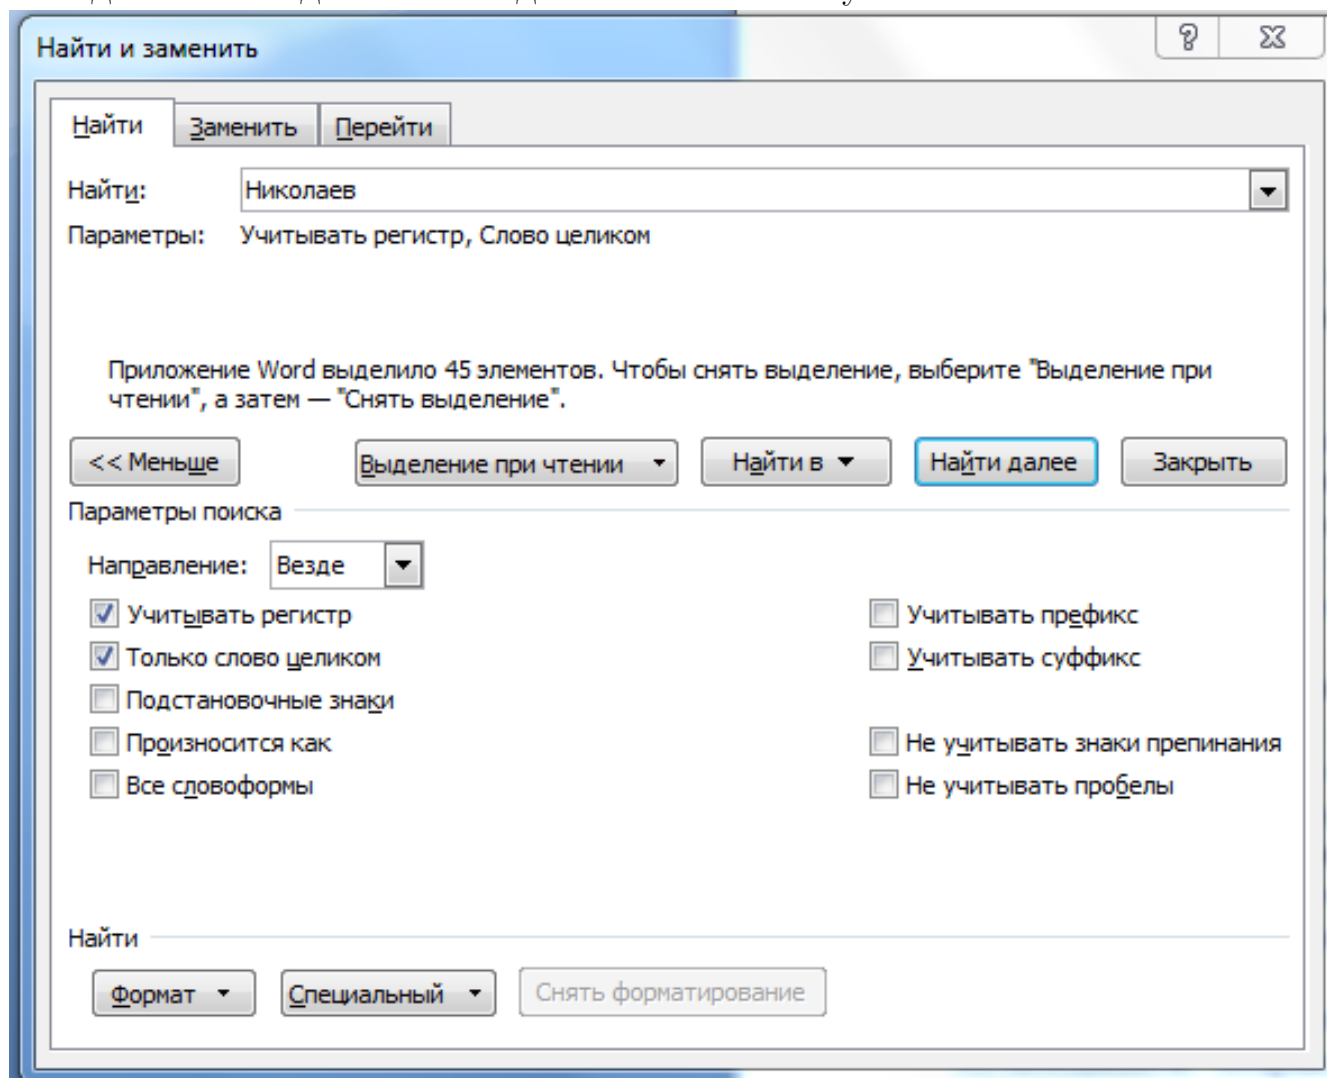 Найти и заменить
Найти Заменить Перейти
Найти: Николаев
Параметры: Учитывать регистр, Слово целиком
Приложение Word выделило 45 элементов. Чтобы снять выделение, выберите "Выделение при
чтении", а затем — "Снять выделение".
<< Меньше Выделение при чтении Найти в Найти далее Закрыть
Параметры поиска
Направление: Везде
Учитывать регистр Учитывать префикс
Только слово целиком Учитывать суффикс
Подстановочные знаки
Произносится как Не учитывать знаки препинания
Все словоформы Не учитывать пробелы
Найти
Формат Специальный Снять форматирование